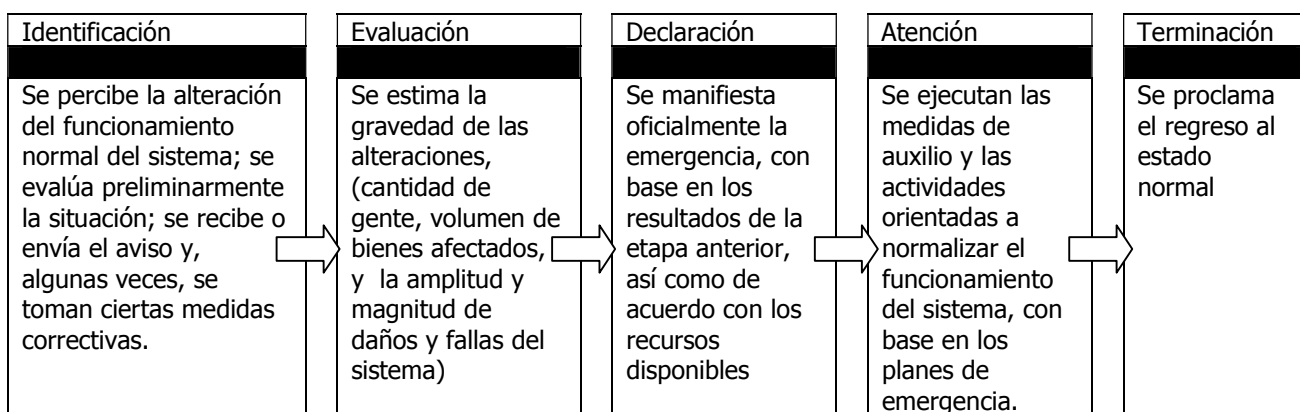 Identificación
Se percibe la alteración
del funcionamiento
normal del sistema; se
evalúa preliminarmente
la situación; se recibe o
envía el aviso y,
algunas veces, se
toman ciertas medidas
correctivas.
Evaluación
Se estima la
gravedad de las
alteraciones,
(cantidad de
gente, volumen de
bienes afectados,
y la amplitud y
magnitud de
daños y fallas del
sistema)
Declaración
Se manifiesta
oficialmente la
emergencia, con
base en los
resultados de la
etapa anterior,
así como de
acuerdo con los
recursos
disponibles
Atención
Se ejecutan las
medidas de
auxilio y las
actividades
orientadas a
normalizar el
funcionamiento
del sistema, con
base en los
planes de
emergencia.
Terminación
Se proclama
el regreso al
estado
normal